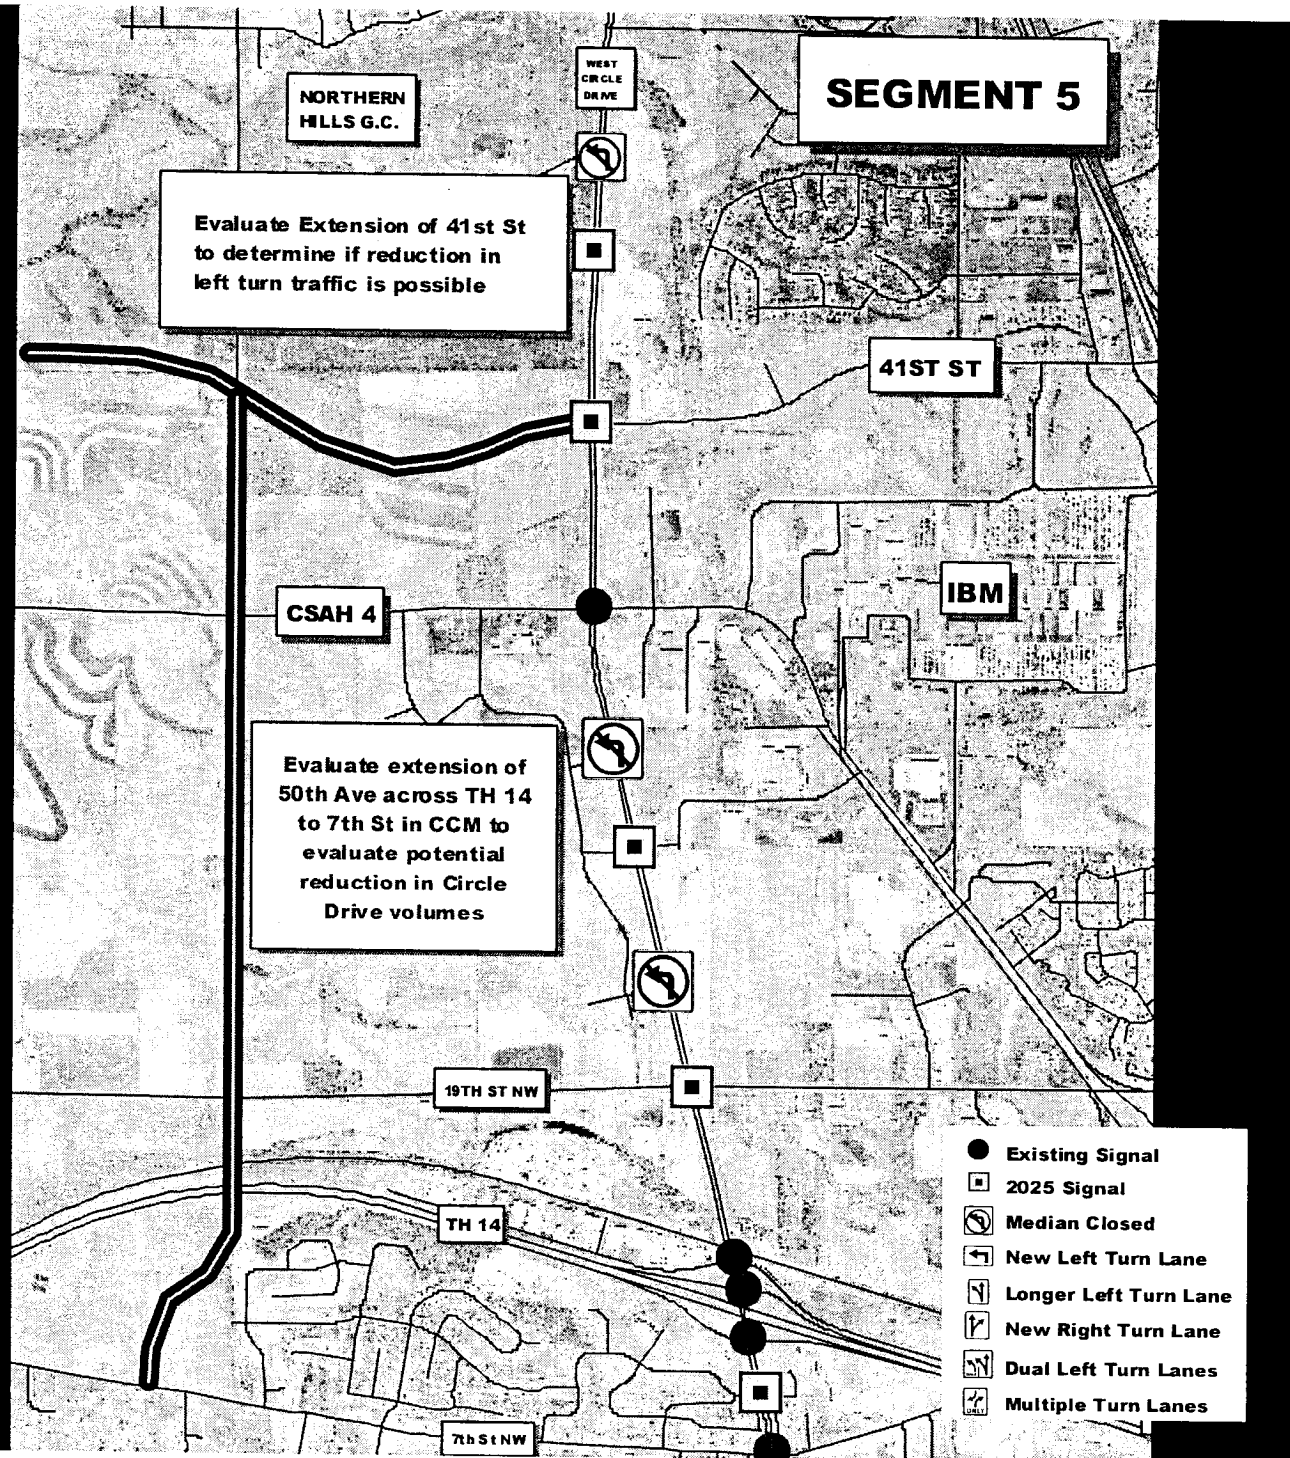 WEST
CIRCLE
DRIVE
SEGMENT 5
NORTHERN
HILLS G.C.
Evaluate Extension of 41st St
to determine if reduction in
left turn traffic is possible
41ST ST
IBM
CSAH 4
Evaluate extension of
50th Ave across TH 14
to 7th St in CCM to
evaluate potential
reduction in Circle
Drive volumes
19TH ST NW
TH 14
7th St NW
Existing Signal
2025 Signal
Median Closed
New Left Turn Lane
Longer Left Turn Lane
New Right Turn Lane
Dual Left Turn Lanes
ONLY
Multiple Turn Lanes